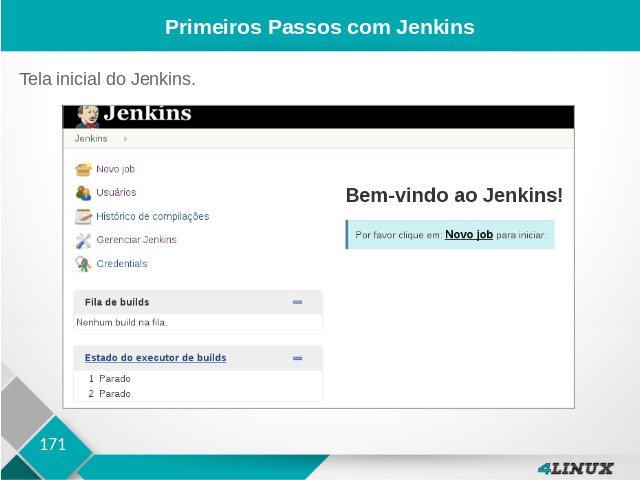 Primeiros Passos com Jenkins
Tela inicial do Jenkins.
Jenkins
Jenkins
Novo job
Usuários
Histórico de compilações
Gerenciar Jenkins
Credentials
Bem-vindo ao Jenkins!
Por favor clique em: Novo job para iniciar.
Fila de builds
Nenhum build na fila.
Estado do executor de builds
1 Parado
2 Parado
171
4LINUX